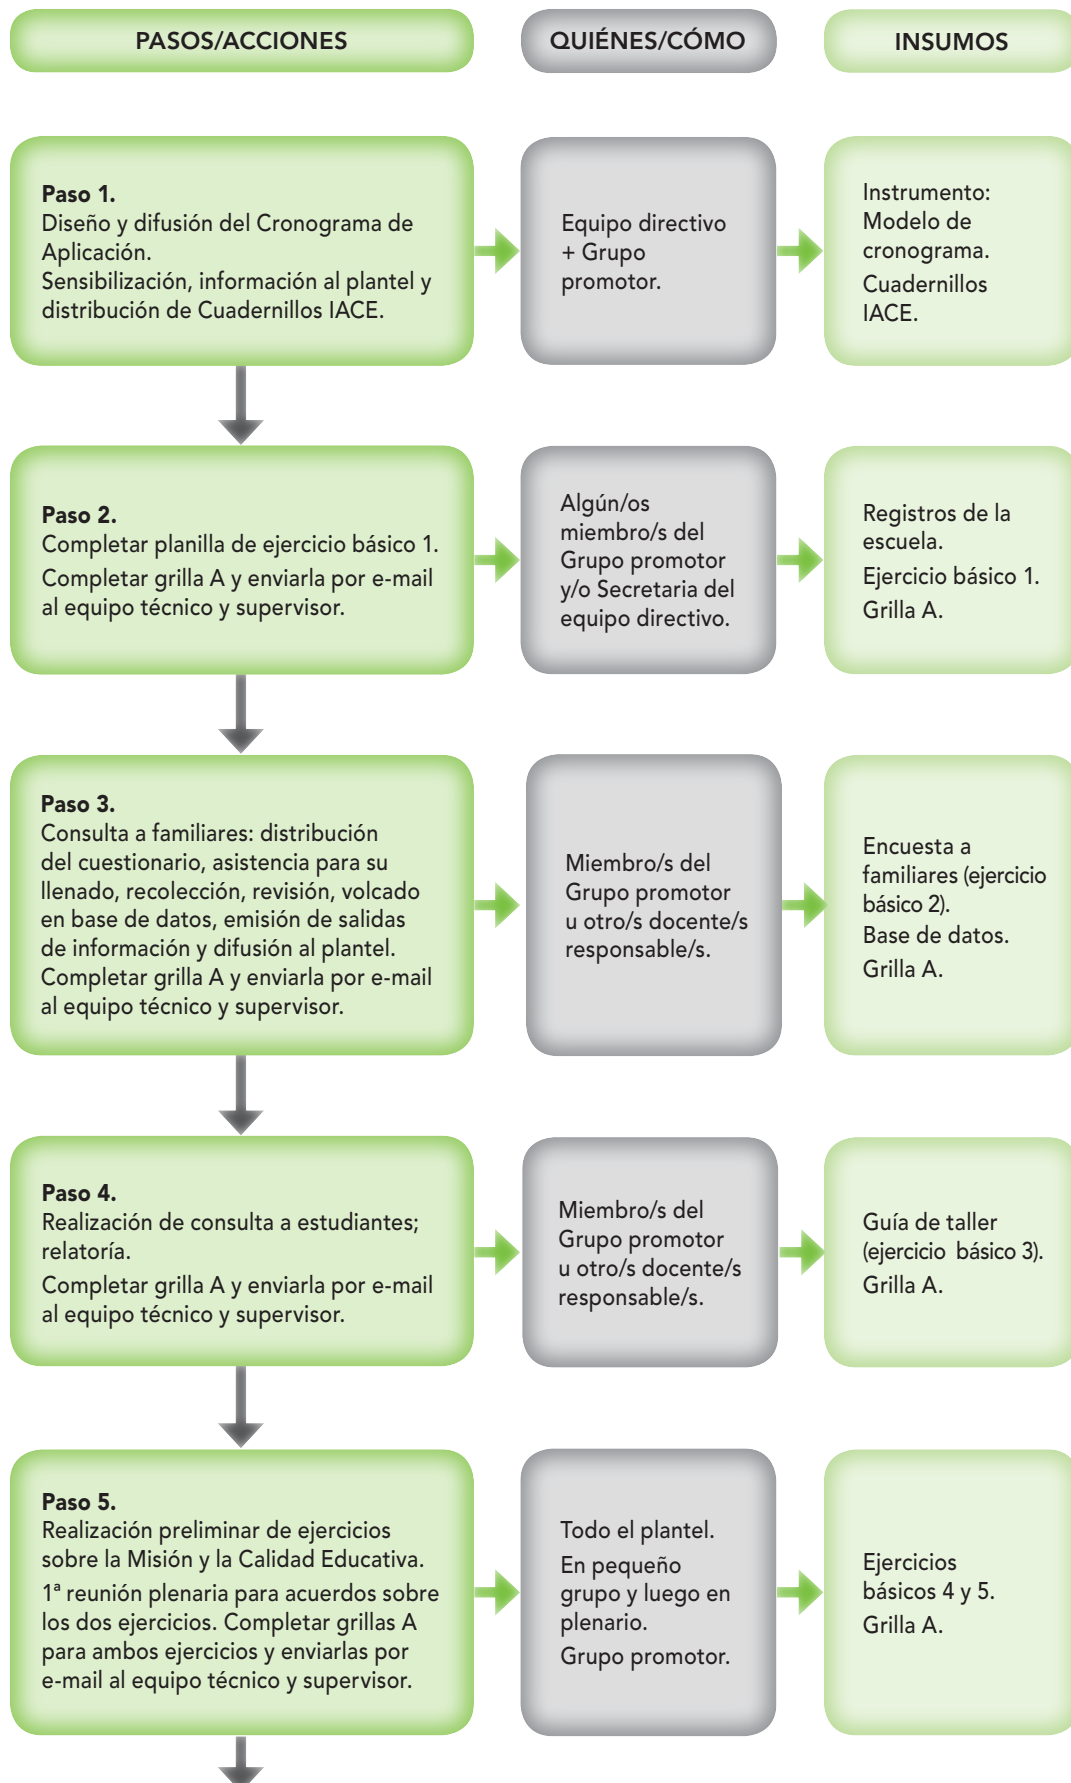 PASOS/ACCIONES
QUIÉNES/CÓMO
INSUMOS
Paso 1.
Diseño y difusión del Cronograma de
Aplicación.
Sensibilización, información al plantel y
distribución de Cuadernillos IACE.
Equipo directivo
+ Grupo
promotor.
Instrumento:
Modelo de
cronograma.
Cuadernillos
IACE.
Paso 2.
Completar planilla de ejercicio básico 1.
Completar grilla A y enviarla por e-mail
al equipo técnico y supervisor.
Algún/os
miembro/s del
Grupo promotor
y/o Secretaria del
equipo directivo.
Registros de la
escuela.
Ejercicio básico 1.
Grilla A.
Paso 3.
Consulta a familiares: distribución
del cuestionario, asistencia para su
llenado, recolección, revisión, volcado
en base de datos, emisión de salidas
de información y difusión al plantel.
Completar grilla A y enviarla por e-mail
al equipo técnico y supervisor.
Miembro/s del
Grupo promotor
u otro/s docente/s
responsable/s.
Encuesta a
familiares (ejercicio
básico 2).
Base de datos.
Grilla A.
Paso 4.
Realización de consulta a estudiantes;
relatoría.
Completar grilla A y enviarla por e-mail
al equipo técnico y supervisor.
Miembro/s del
Grupo promotor
u otro/s docente/s
responsable/s.
Guía de taller
(ejercicio básico 3).
Grilla A.
Paso 5.
Realización preliminar de ejercicios
sobre la Misión y la Calidad Educativa.
1ª reunión plenaria para acuerdos sobre
los dos ejercicios. Completar grillas A
para ambos ejercicios y enviarlas por
e-mail al equipo técnico y supervisor.
Todo el plantel.
En pequeño
grupo y luego en
plenario.
Grupo promotor.
Ejercicios
básicos 4 y 5.
Grilla A.